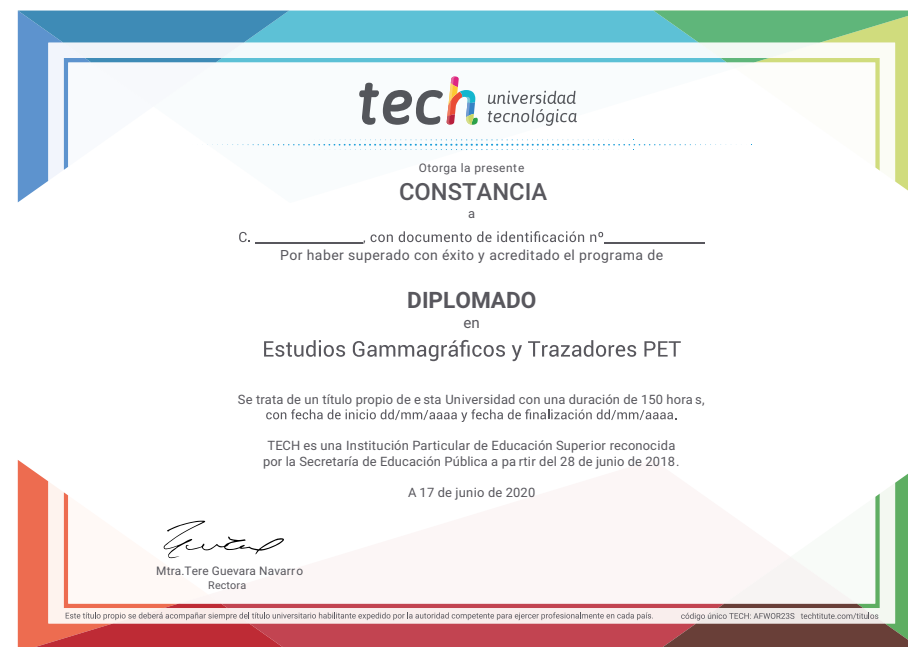 tech universidad
tecnológica
Otorga la presente
CONSTANCIA
a
C. ____________, con documento de identificación nº____________
Por haber superado con éxito y acreditado el programa de
DIPLOMADO
en
Estudios Gammagráficos y Trazadores PET
Se trata de un título propio de esta Universidad con una duración de 150 horas,
con fecha de inicio dd/mm/aaaa y fecha de finalización dd/mm/aaaa.
TECH es una Institución Particular de Educación Superior reconocida
por la Secretaría de Educación Pública a partir del 28 de junio de 2018.
A 17 de junio de 2020
Mtra.Tere Guevara Navarro
Rectora
Este título propio se deberá acompañar siempre del título universitario habilitante expedido por la autoridad competente para ejercer profesionalmente en cada país. código único TECH: AFWOR23S techtitute.com/titulos